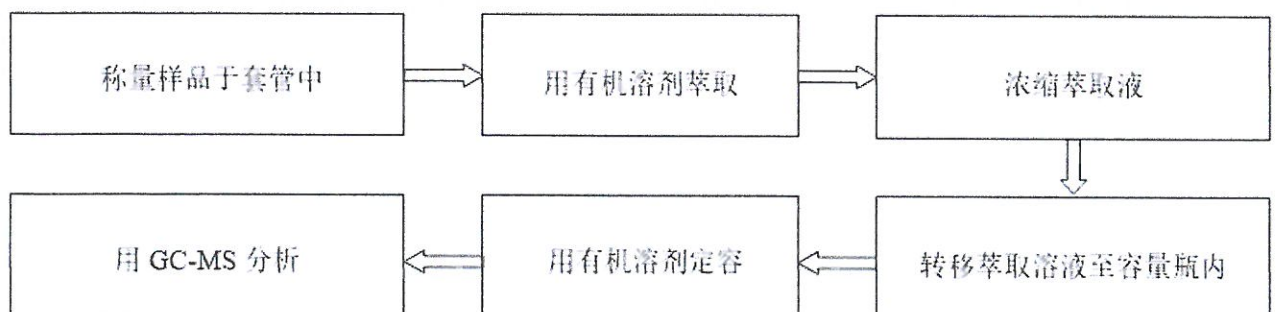 称量样品于套管中
用有机溶剂萃取
浓缩萃取液
转移萃取溶液至容量瓶内
用有机溶剂定容
用 GC-MS 分析